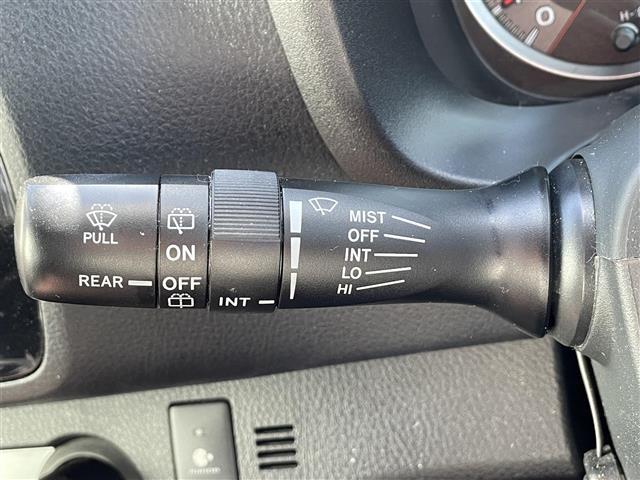 PULL
REAR
ON
OFF
INT
MIST
OFF
INT
LO
HI
H